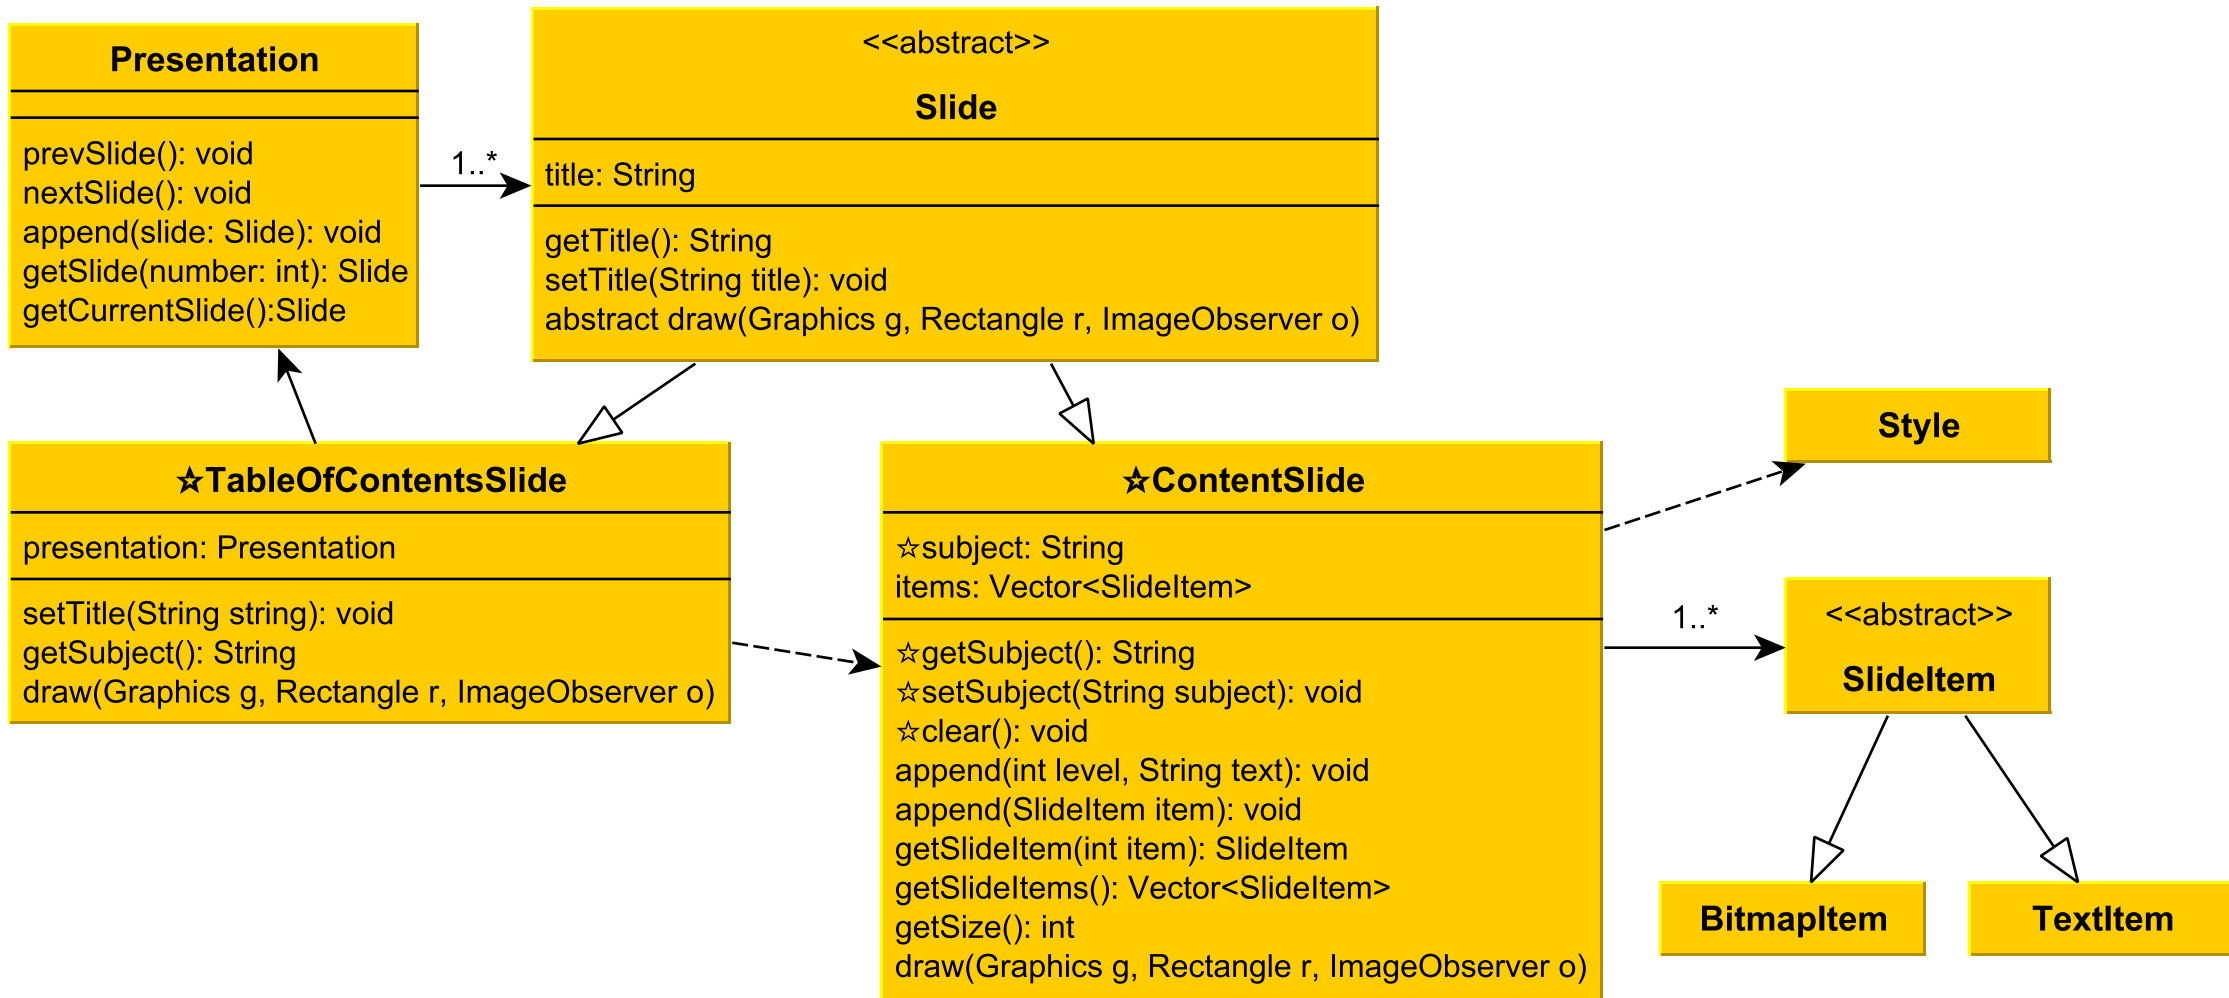 Presentation
prevSlide(): void
nextSlide(): void
append(slide: Slide): void
getSlide(number: int): Slide
getCurrentSlide():Slide
1..*
<<abstract>>
Slide
title: String
getTitle(): String
setTitle(String title): void
abstract draw(Graphics g, Rectangle r, ImageObserver o)
☆TableOfContentsSlide
presentation: Presentation
setTitle(String string): void
getSubject(): String
draw(Graphics g, Rectangle r, ImageObserver o)
☆ContentSlide
☆subject: String
items: Vector<SlideItem>
☆getSubject(): String
☆setSubject(String subject): void
☆clear(): void
append(int level, String text): void
append(SlideItem item): void
getSlideItem(int item): SlideItem
getSlideItems(): Vector<SlideItem>
getSize(): int
draw(Graphics g, Rectangle r, ImageObserver o)
Style
1..*
<<abstract>>
SlideItem
BitmapItem
TextItem